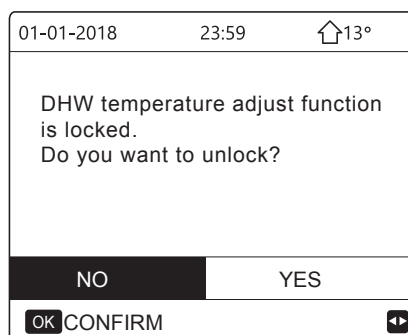 01-01-2018 23:59 13°
DHW temperature adjust function
is locked.
Do you want to unlock?
NO YES
OK CONFIRM